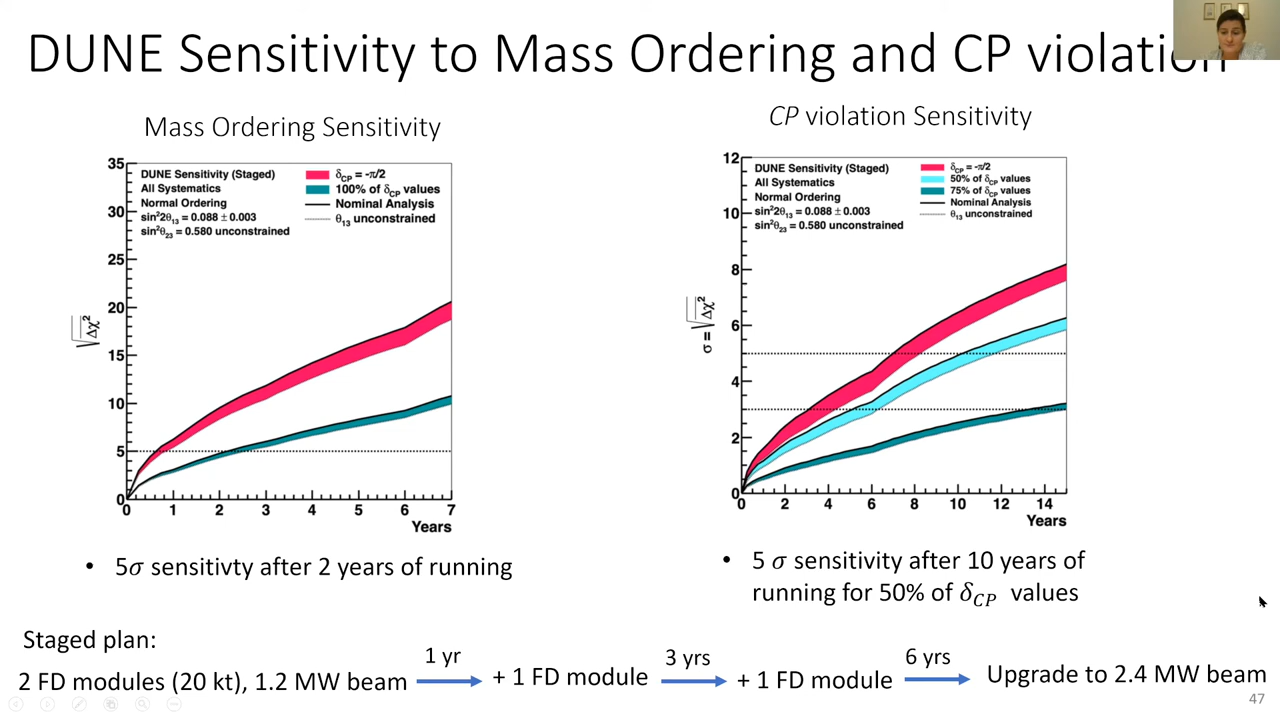 DUNE Sensitivity to Mass Ordering and CP violation
Mass Ordering Sensitivity
35
30
25
20
15
10
5
0
√Δχ²
DUNE Sensitivity (Staged)
All Systematics
Normal Ordering
sin²2θ₁₃ = 0.088 ± 0.003
sin²θ₂₃ = 0.580 unconstrained
δCP = -π/2
100% of δCP values
Nominal Analysis
θ₁₃ unconstrained
0 1 2 3 4 5 6 7
Years
• 5σ sensitivty after 2 years of running
CP violation Sensitivity
12
10
8
6
4
2
0
σ = √Δχ²
DUNE Sensitivity (Staged)
All Systematics
Normal Ordering
sin²2θ₁₃ = 0.088 ± 0.003
sin²θ₂₃ = 0.580 unconstrained
δCP = -π/2
50% of δCP values
75% of δCP values
Nominal Analysis
θ₁₃ unconstrained
0 2 4 6 8 10 12 14
Years
• 5 σ sensitivity after 10 years of
running for 50% of δCP values
Staged plan:
2 FD modules (20 kt), 1.2 MW beam
1 yr
+ 1 FD module
3 yrs
+ 1 FD module
6 yrs
Upgrade to 2.4 MW beam
47